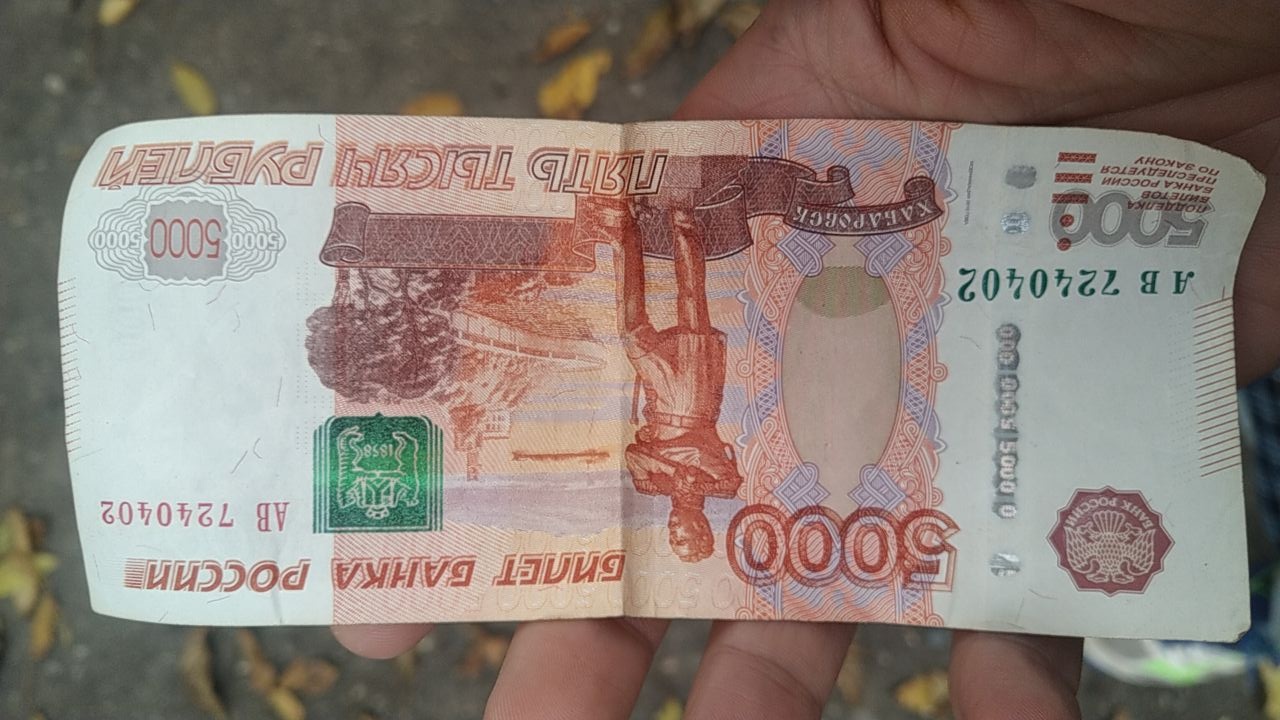 БИЛЕТ БАНКА РОССИИ
5000
БАНК РОССИИ
АВ 7240402
1858
АВ 7240402
ХАБАРОВСК
5000
5000 5000 5000
ПОДДЕЛКА
БИЛЕТОВ
БАНКА РОССИИ
ПРЕСЛЕДУЕТСЯ
ПО ЗАКОНУ
ПЯТЬ ТЫСЯЧ РУБЛЕЙ